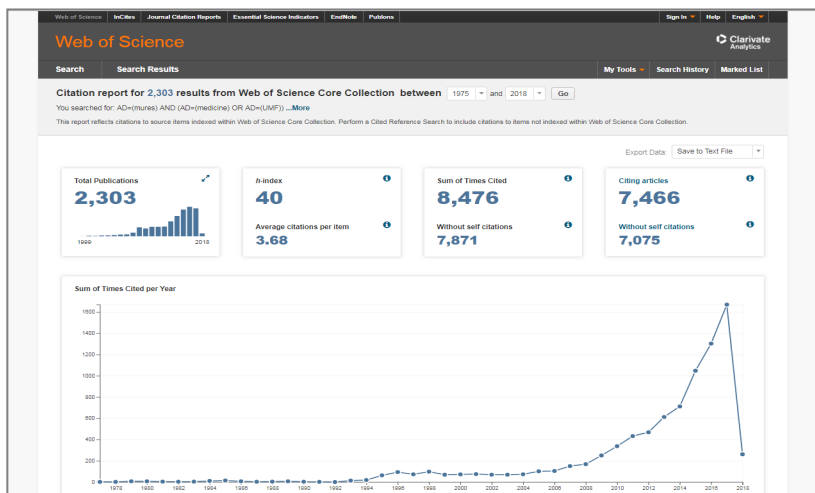 Web of Science InCites Journal Citation Reports Essential Science Indicators EndNote Publons Sign In Help English
Web of Science
Clarivate
Analytics
Search Search Results My Tools Search History Marked List
Citation report for 2,303 results from Web of Science Core Collection between 1975 and 2018 Go
You searched for: AD=(mures) AND (AD=(medicine) OR AD=(UMF)) ...More
This report reflects citations to source items indexed within Web of Science Core Collection. Perform a Cited Reference Search to include citations to items not indexed within Web of Science Core Collection.
Export Data: Save to Text File
Total Publications
2,303
1999 2018
h-index
40
Average citations per item
3.68
Sum of Times Cited
8,476
Without self citations
7,871
Citing articles
7,466
Without self citations
7,075
Sum of Times Cited per Year
1600
1400
1200
1000
800
600
400
200
0
1978 1980 1982 1984 1986 1988 1990 1992 1994 1996 1998 2000 2002 2004 2006 2008 2010 2012 2014 2016 2018